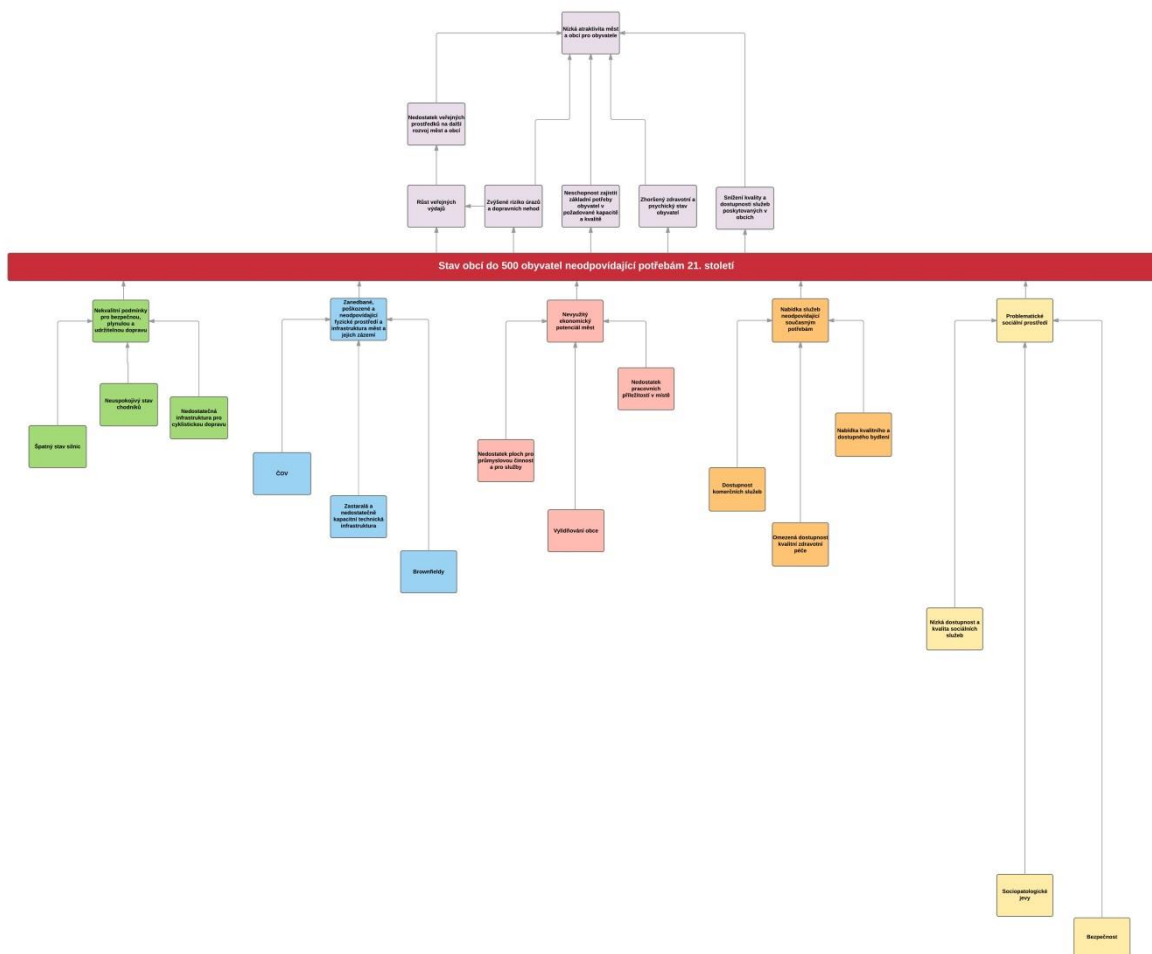 Nízká atraktivita měst
a obcí pro obyvatele
Nedostatek veřejných
prostředků na další
rozvoj měst a obcí
Růst veřejných
výdajů
Zvýšené riziko úrazů
a dopravních nehod
Neschopnost zajistit
základní potřeby
obyvatel v
požadované kapacitě
a kvalitě
Zhoršený zdravotní a
psychický stav
obyvatel
Snížení kvality a
dostupnosti služeb
poskytovaných v
obcích
Stav obcí do 500 obyvatel neodpovídající potřebám 21. století
Nekvalitní podmínky
pro bezpečnou,
plynulou a
udržitelnou dopravu
Zanedbané,
poškozené a
neodpovídající
fyzické prostředí a
infrastruktura měst a
jejich zázemí
Nevyužitý
ekonomický
potenciál měst
Nabídka služeb
neodpovídající
současným
potřebám
Problematické
sociální prostředí
Špatný stav silnic
Neuspokojivý stav
chodníků
Nedostatečná
infrastruktura pro
cyklistickou dopravu
ČOV
Zastaralá a
nedostatečně
kapacitní technická
infrastruktura
Brownfieldy
Nedostatek ploch pro
průmyslovou činnost
a pro služby
Vylidňování obce
Nedostatek
pracovních
příležitostí v místě
Dostupnost
komerčních služeb
Omezená dostupnost
kvalitní zdravotní
péče
Nabídka kvalitního a
dostupného bydlení
Nízká dostupnost a
kvalita sociálních
služeb
Sociopatologické
jevy
Bezpečnost